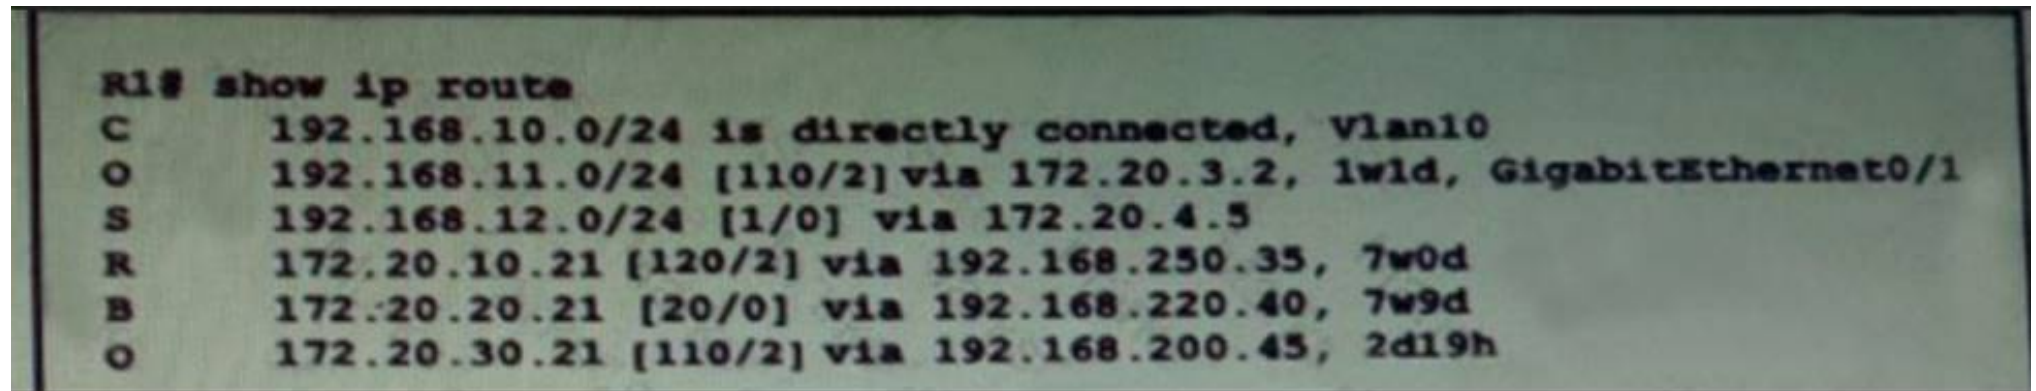 R1# show ip route
C 192.168.10.0/24 is directly connected, Vlan10
O 192.168.11.0/24 [110/2] via 172.20.3.2, 1w1d, GigabitEthernet0/1
S 192.168.12.0/24 [1/0] via 172.20.4.5
R 172.20.10.21 [120/2] via 192.168.250.35, 7w0d
B 172.20.20.21 [20/0] via 192.168.220.40, 7w9d
O 172.20.30.21 [110/2] via 192.168.200.45, 2d19h